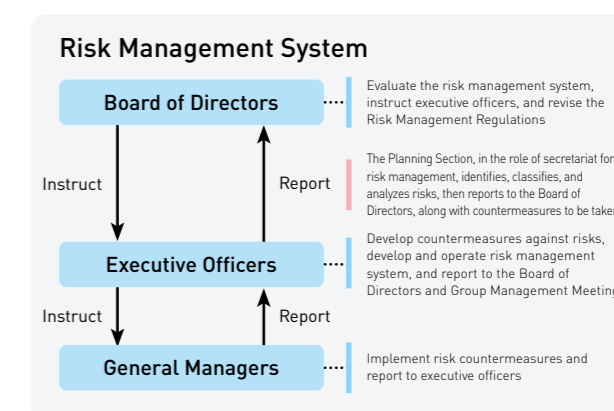 Risk Management System
Board of Directors
Evaluate the risk management system,
instruct executive officers, and revise the
Risk Management Regulations
Instruct
Report
The Planning Section, in the role of secretariat for
risk management, identifies, classifies, and
analyzes risks, then reports to the Board of
Directors, along with countermeasures to be taken
Executive Officers
Develop countermeasures against risks,
develop and operate risk management
system, and report to the Board of
Directors and Group Management Meeting
Instruct
Report
General Managers
Implement risk countermeasures and
report to executive officers